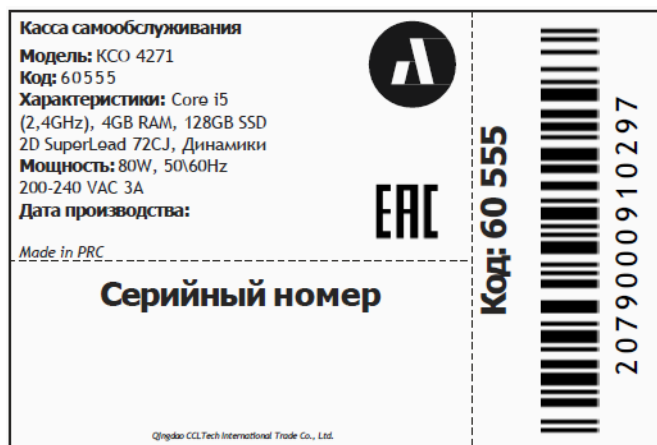 Касса самообслуживания
Модель: КСО 4271
Код: 60555
Характеристики: Core i5
(2,4GHz), 4GB RAM, 128GB SSD
2D SuperLead 72CJ, Динамики
Мощность: 80W, 50\60Hz
200-240 VAC 3A
Дата производства:
Made in PRC
EAC
Серийный номер
Qingdao CCLTech International Trade Co., Ltd.
Код: 60 555
2079000910297